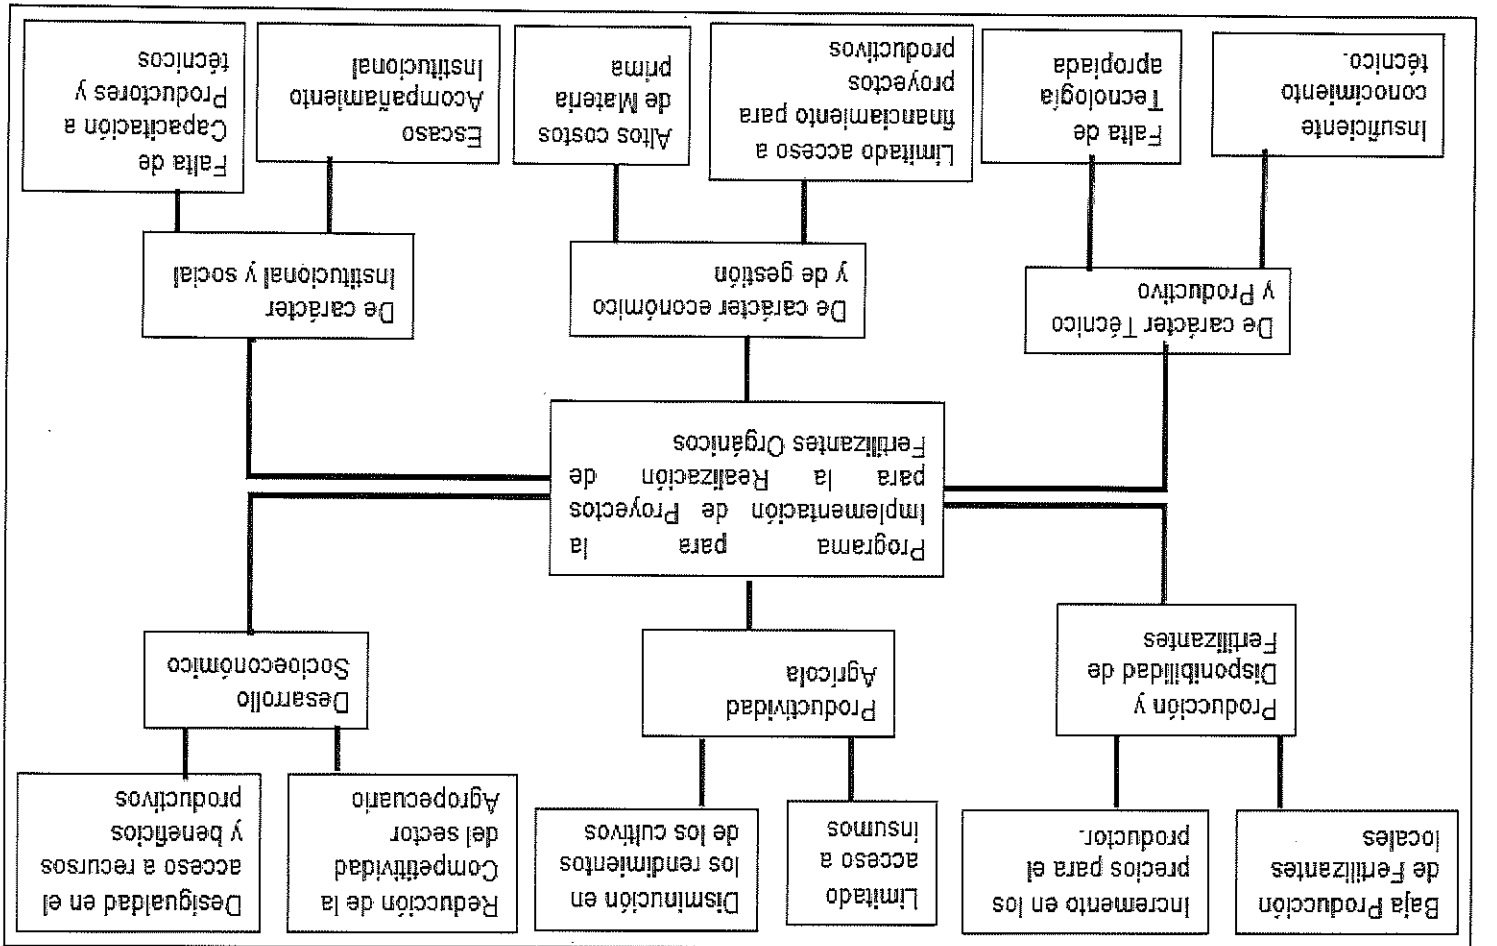 Baja Producción
de Fertilizantes
locales
Incremento en los
precios para el
productor.
Limitado
acceso a
insumos
Disminución en
los rendimientos
de los cultivos
Reducción de la
Competitividad
del sector
Agropecuario
Desigualdad en el
acceso a recursos
y beneficios
productivos
Producción y
Disponibilidad de
Fertilizantes
Productividad
Agrícola
Desarrollo
Socioeconómico
Programa para la
Implementación de Proyectos
para la Realización de
Fertilizantes Orgánicos
De carácter Técnico
y Productivo
De carácter económico
y de gestión
De carácter
Institucional y social
Insuficiente
conocimiento
técnico.
Falta de
Tecnología
apropiada
Limitado acceso a
financiamiento para
proyectos
productivos
Altos costos
de Materia
prima
Escaso
Acompañamiento
Institucional
Falta de
Capacitación a
Productores y
técnicos